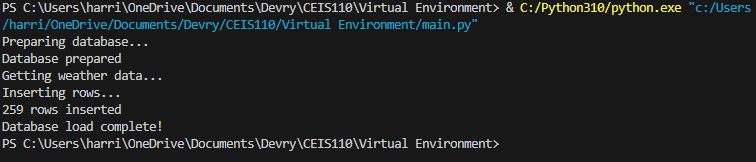 PS C:\Users\harri\OneDrive\Documents\Devry\CEIS110\Virtual Environment> & C:/Python310/python.exe "c:/Users
/harri/OneDrive/Documents/Devry/CEIS110/Virtual Environment/main.py"
Preparing database...
Database prepared
Getting weather data...
Inserting rows...
259 rows inserted
Database load complete!
PS C:\Users\harri\OneDrive\Documents\Devry\CEIS110\Virtual Environment>